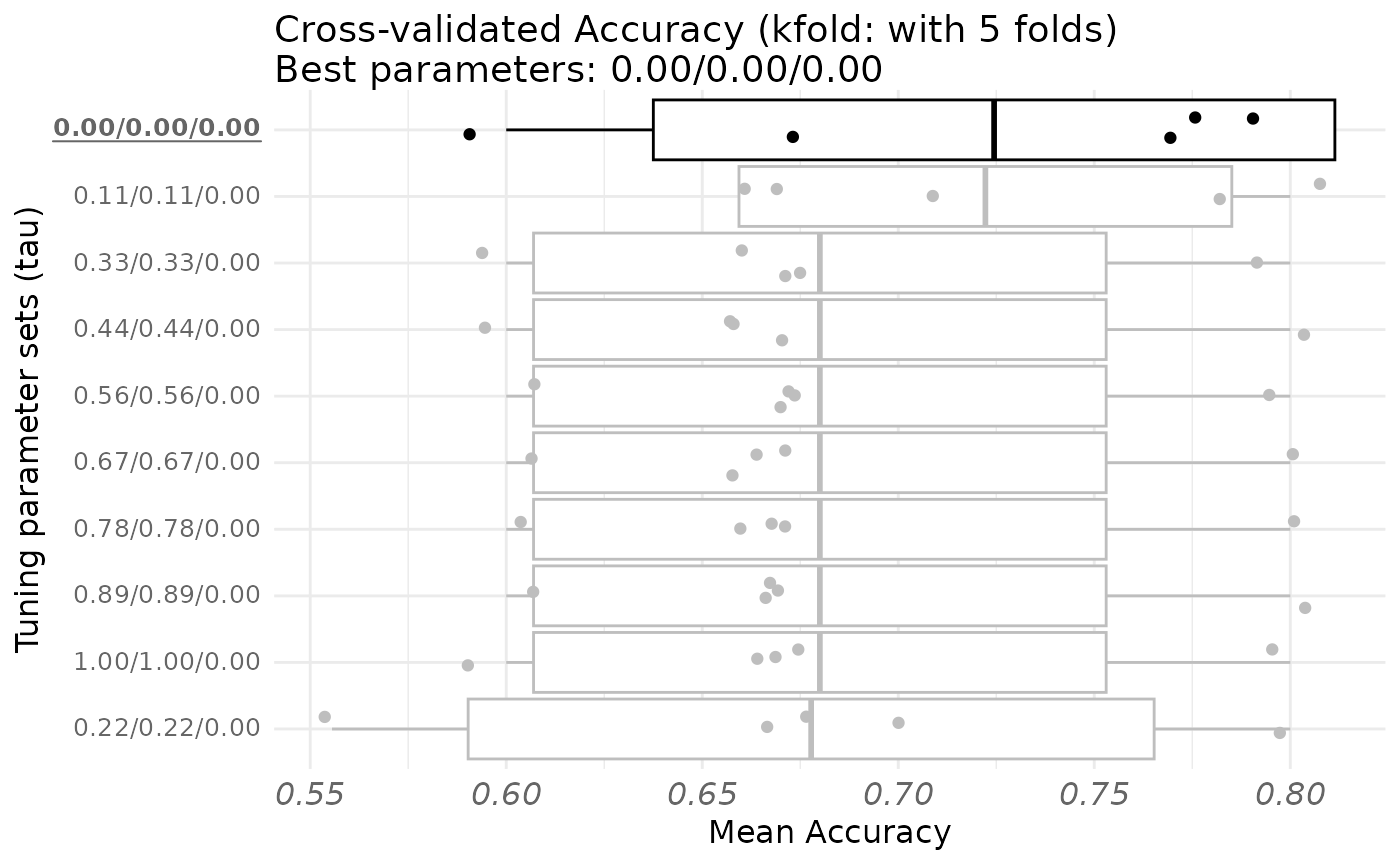 Cross-validated Accuracy (kfold: with 5 folds)
Best parameters: 0.00/0.00/0.00
Tuning parameter sets (tau)
0.00/0.00/0.00
0.11/0.11/0.00
0.33/0.33/0.00
0.44/0.44/0.00
0.56/0.56/0.00
0.67/0.67/0.00
0.78/0.78/0.00
0.89/0.89/0.00
1.00/1.00/0.00
0.22/0.22/0.00
0.55 0.60 0.65 0.70 0.75 0.80
Mean Accuracy